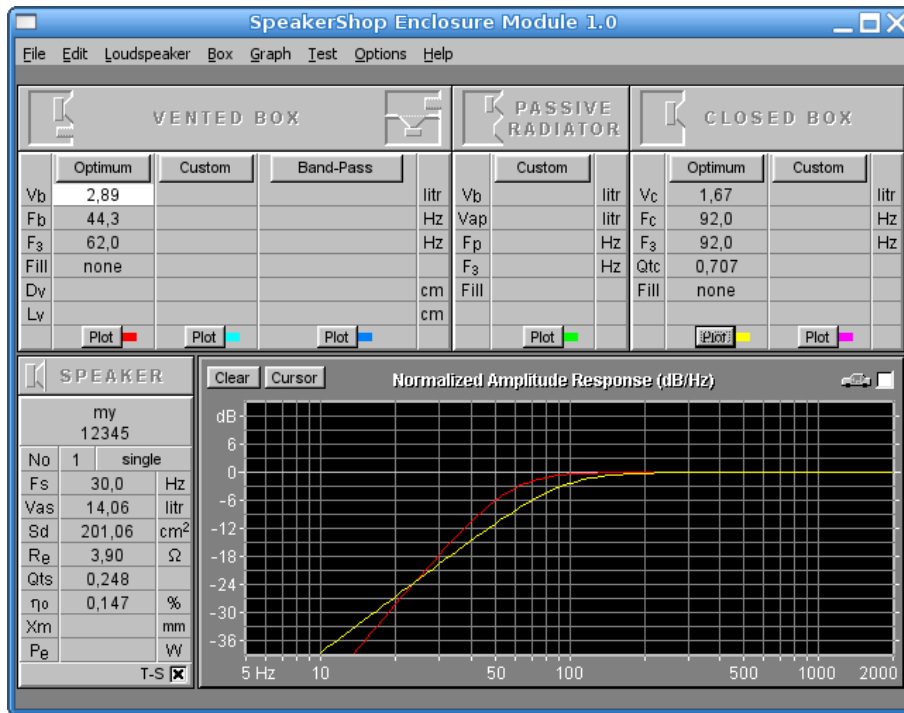 SpeakerShop Enclosure Module 1.0
File Edit Loudspeaker Box Graph Test Options Help
VENTED BOX
PASSIVE RADIATOR
CLOSED BOX
Optimum Custom Band-Pass
Vb 2,89 litr
Fb 44,3 Hz
F3 62,0 Hz
Fill none
Dv cm
Lv cm
Plot Plot Plot
Custom
Vb litr
Vap litr
Fp Hz
F3 Hz
Fill
Plot
Optimum Custom
Vc 1,67 litr
Fc 92,0 Hz
F3 92,0 Hz
Qtc 0,707
Fill none
Plot Plot
SPEAKER
my
12345
No 1 single
Fs 30,0 Hz
Vas 14,06 litr
Sd 201,06 cm2
Re 3,90 Ω
Qts 0,248
ηo 0,147 %
Xm mm
Pe W
T-S
Clear Cursor Normalized Amplitude Response (dB/Hz)
dB
6
0
-6
-12
-18
-24
-30
-36
5 Hz 10 50 100 500 1000 2000